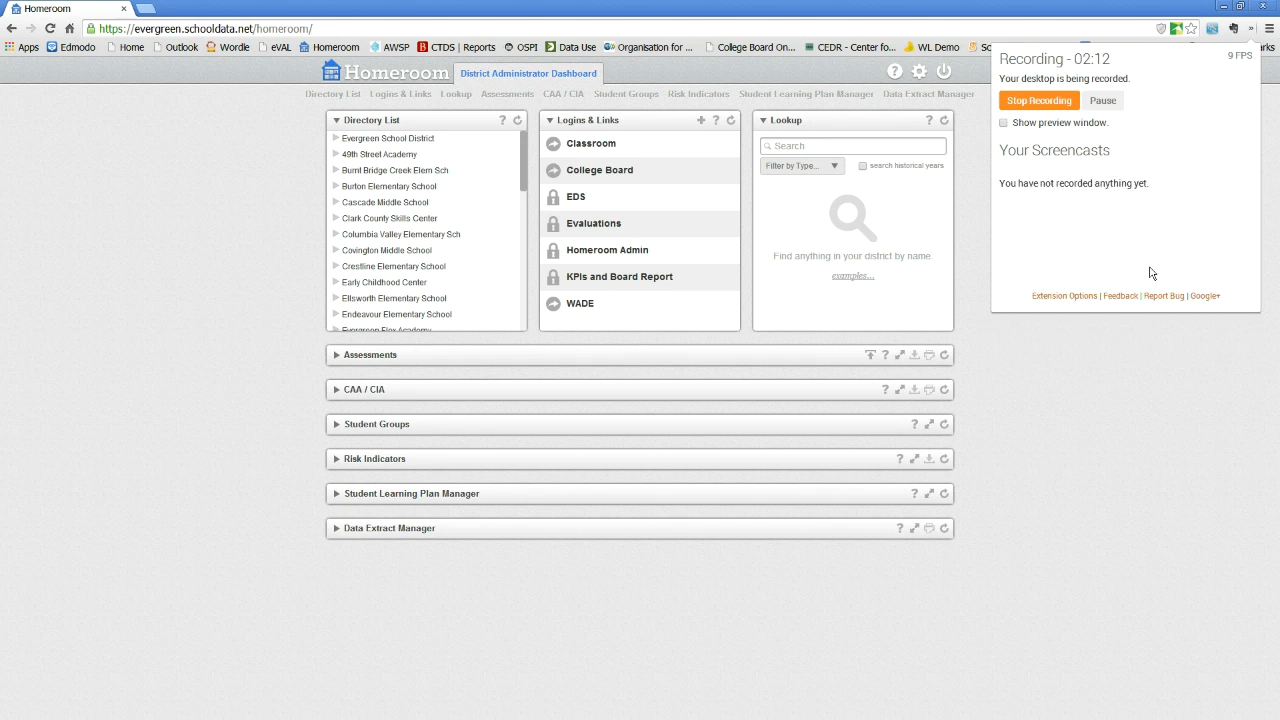 Homeroom
https://evergreen.schooldata.net/homeroom/
Apps Edmodo Home Outlook Wordle eVAL Homeroom AWSP CTDS | Reports OSPI Data Use Organisation for ... College Board On... CEDR - Center fo... WL Demo
Homeroom District Administrator Dashboard
Directory List Logins & Links Lookup Assessments CAA / CIA Student Groups Risk Indicators Student Learning Plan Manager Data Extract Manager
Directory List
Evergreen School District
49th Street Academy
Burnt Bridge Creek Elem Sch
Burton Elementary School
Cascade Middle School
Clark County Skills Center
Columbia Valley Elementary Sch
Covington Middle School
Crestline Elementary School
Early Childhood Center
Ellsworth Elementary School
Endeavour Elementary School
Evergreen Flex Academy
Logins & Links
Classroom
College Board
EDS
Evaluations
Homeroom Admin
KPIs and Board Report
WADE
Lookup
Search
Filter by Type... search historical years
Find anything in your district by name.
examples...
Assessments
CAA / CIA
Student Groups
Risk Indicators
Student Learning Plan Manager
Data Extract Manager
Recording - 02:12
9 FPS
Your desktop is being recorded.
Stop Recording Pause
Show preview window.
Your Screencasts
You have not recorded anything yet.
Extension Options | Feedback | Report Bug | Google+